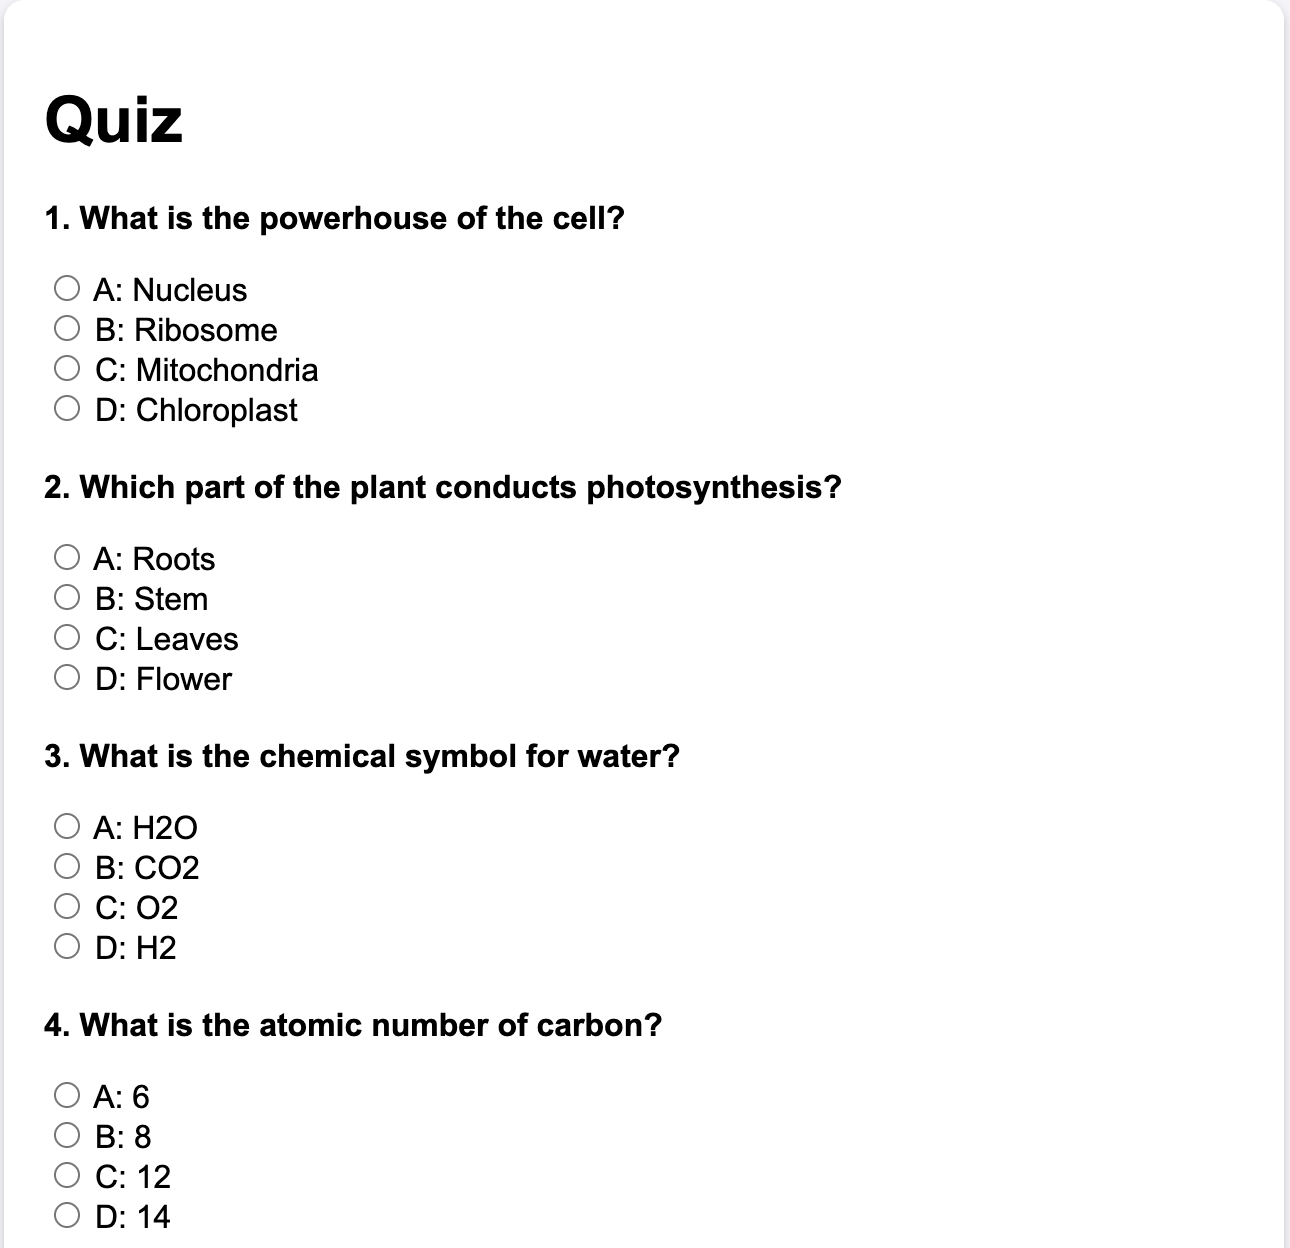 Quiz
1. What is the powerhouse of the cell?
A: Nucleus
B: Ribosome
C: Mitochondria
D: Chloroplast
2. Which part of the plant conducts photosynthesis?
A: Roots
B: Stem
C: Leaves
D: Flower
3. What is the chemical symbol for water?
A: H2O
B: CO2
C: O2
D: H2
4. What is the atomic number of carbon?
A: 6
B: 8
C: 12
D: 14